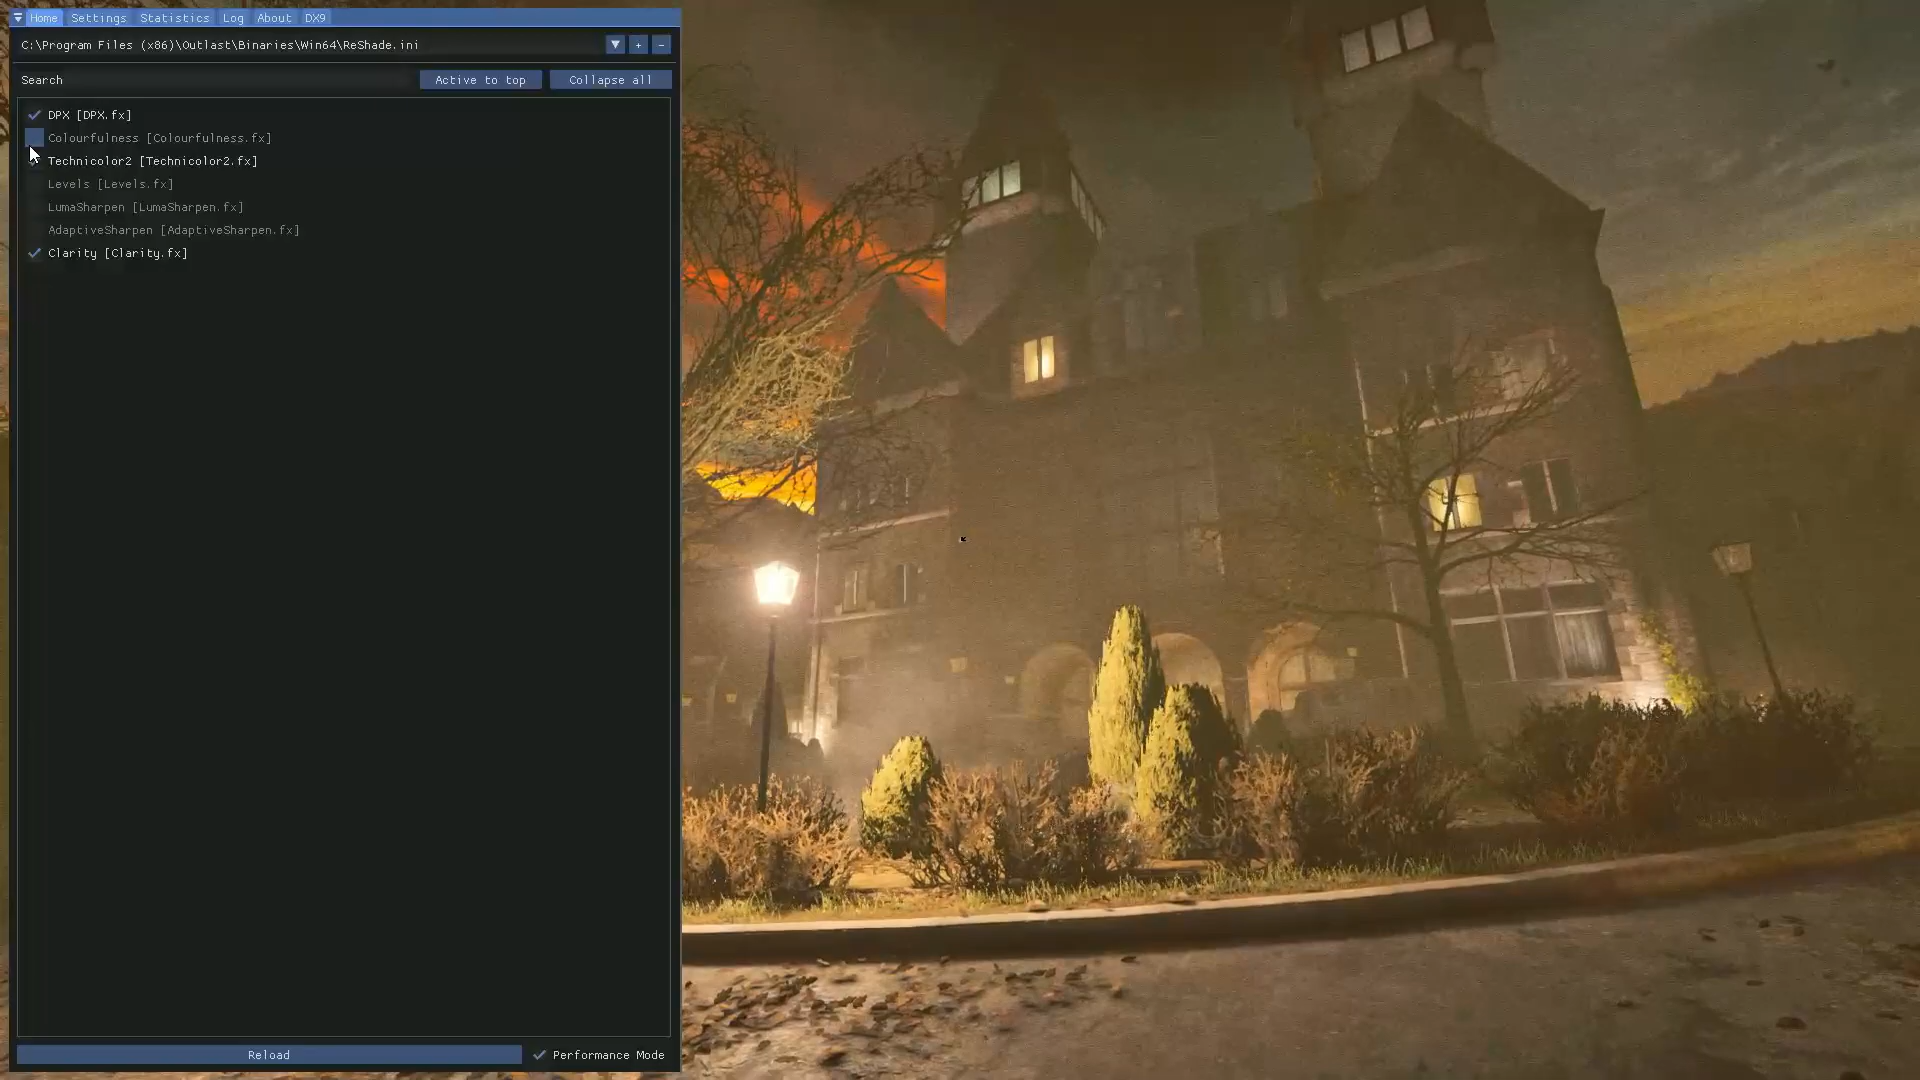 Home Settings Statistics Log About DX9
C:\Program Files (x86)\Outlast\Binaries\Win64\ReShade.ini
+ -
Search Active to top Collapse all
DPX [DPX.fx]
Colourfulness [Colourfulness.fx]
Technicolor2 [Technicolor2.fx]
Levels [Levels.fx]
LumaSharpen [LumaSharpen.fx]
AdaptiveSharpen [AdaptiveSharpen.fx]
Clarity [Clarity.fx]
Reload Performance Mode